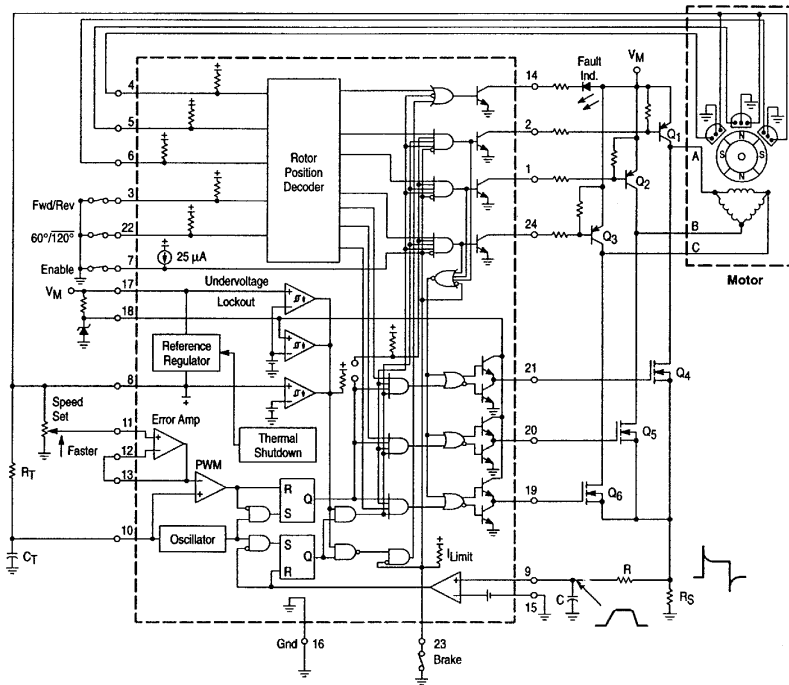 Motor
4
5
6
3
Fwd/Rev
22
60°/120°
7
Enable
25 µA
VM
17
18
Undervoltage
Lockout
Reference
Regulator
8
Speed
Set
Faster
11
Error Amp
12
13
PWM
Thermal
Shutdown
RT
10
Oscillator
CT
R
Q
S
S
Q
R
Rotor
Position
Decoder
14
Fault
Ind.
VM
2
1
24
Q1
Q2
Q3
A
B
C
N
S
S
N
21
Q4
20
Q5
19
Q6
ILimit
9
R
C
RS
15
Gnd
16
23
Brake